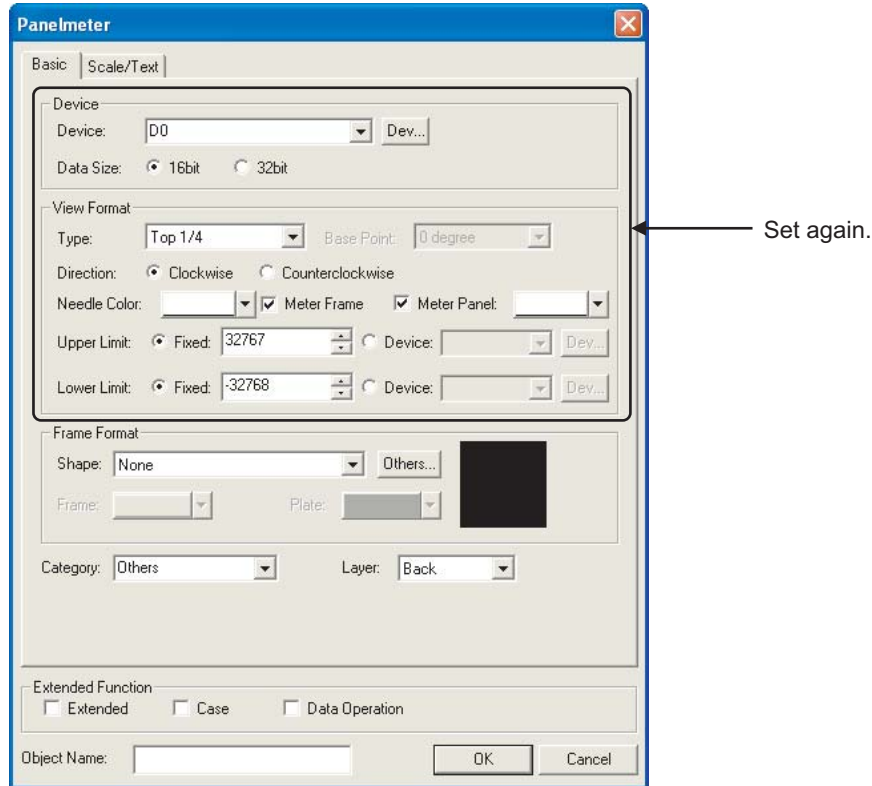 Panelmeter
Basic Scale/Text
Device
Device: D0 Dev...
Data Size: 16bit 32bit
View Format
Type: Top 1/4 Base Point: 0 degree
Direction: Clockwise Counterclockwise
Needle Color: Meter Frame Meter Panel:
Upper Limit: Fixed: 32767 Device: Dev...
Lower Limit: Fixed: -32768 Device: Dev...
Set again.
Frame Format
Shape: None Others...
Frame: Plate:
Category: Others Layer: Back
Extended Function
Extended Case Data Operation
Object Name: OK Cancel